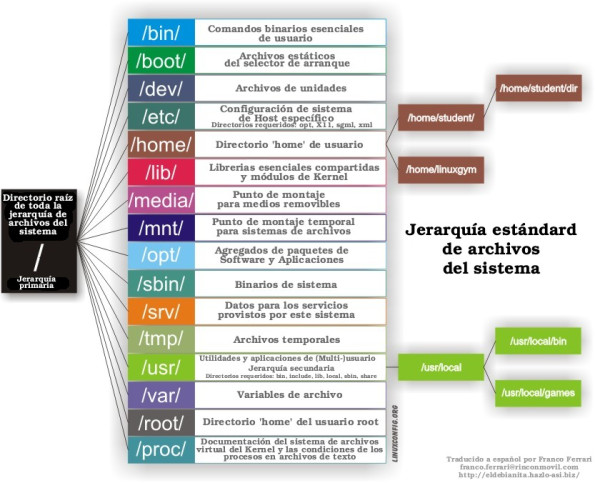 Directorio raíz
de toda la
jerarquía de
archivos del
sistema
/
Jerarquía
primaria
/bin/
Comandos binarios esenciales
de usuario
/boot/
Archivos estáticos
del selector de arranque
/dev/
Archivos de unidades
/etc/
Configuración de sistema
de Host específico
Directorios requeridos: opt, X11, sgml, xml
/home/
Directorio 'home' de usuario
/lib/
Librerias esenciales compartidas
y módulos de Kernel
/media/
Punto de montaje
para medios removibles
/mnt/
Punto de montaje temporal
para sistemas de archivos
/opt/
Agregados de paquetes de
Software y Aplicaciones
/sbin/
Binarios de sistema
/srv/
Datos para los servicios
provistos por este sistema
/tmp/
Archivos temporales
/usr/
Utilidades y aplicaciones de (Multi-)usuario
Jerarquía secundaria
Directorios requeridos: bin, include, lib, local, sbin, share
/var/
Variables de archivo
/root/
Directorio 'home' del usuario root
/proc/
Documentación del sistema de archivos
virtual del Kernel y las condiciones de los
procesos en archivos de texto
/home/student/
/home/student/dir
/home/linuxgym
Jerarquía estándard
de archivos
del sistema
/usr/local
/usr/local/bin
/usr/local/games
LINUXCONFIG.ORG
Traducido a español por Franco Ferrari
franco.ferrari@rinconmovil.com
http://eldebianita.hazlo-asi.biz/